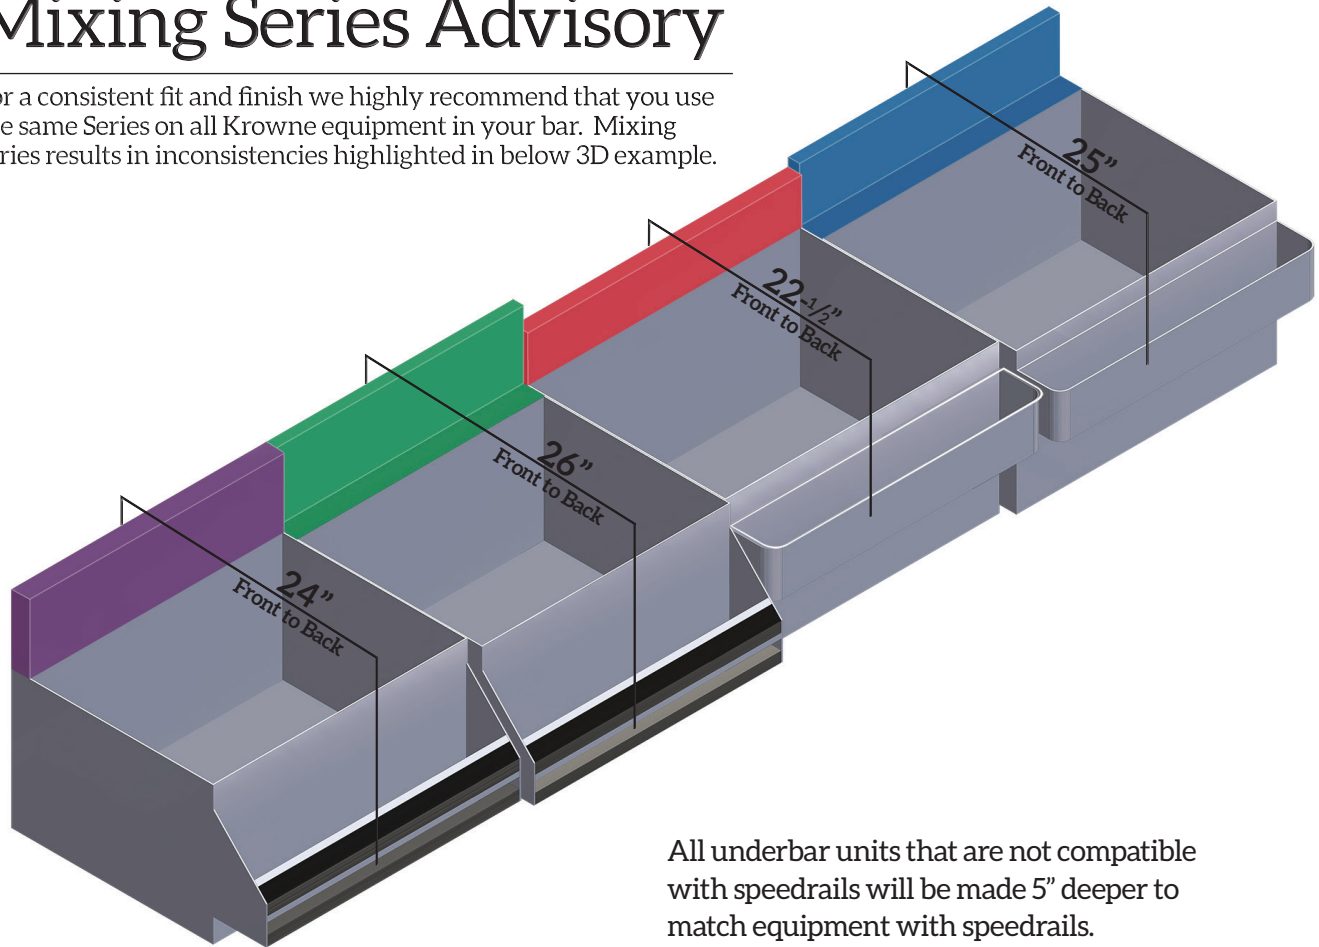 Mixing Series Advisory
or a consistent fit and finish we highly recommend that you use
e same Series on all Krowne equipment in your bar. Mixing
ries results in inconsistencies highlighted in below 3D example.
25”
Front to Back
22-1/2”
Front to Back
26”
Front to Back
24”
Front to Back
All underbar units that are not compatible
with speedrails will be made 5” deeper to
match equipment with speedrails.